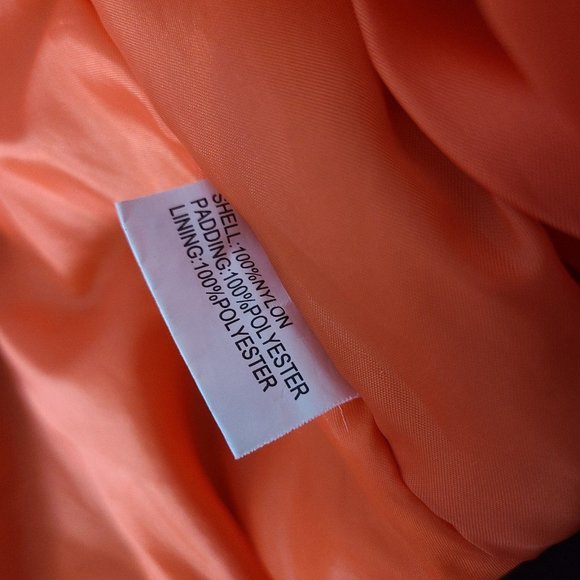 SHELL:100%NYLON
PADDING:100%POLYESTER
LINING:100%POLYESTER